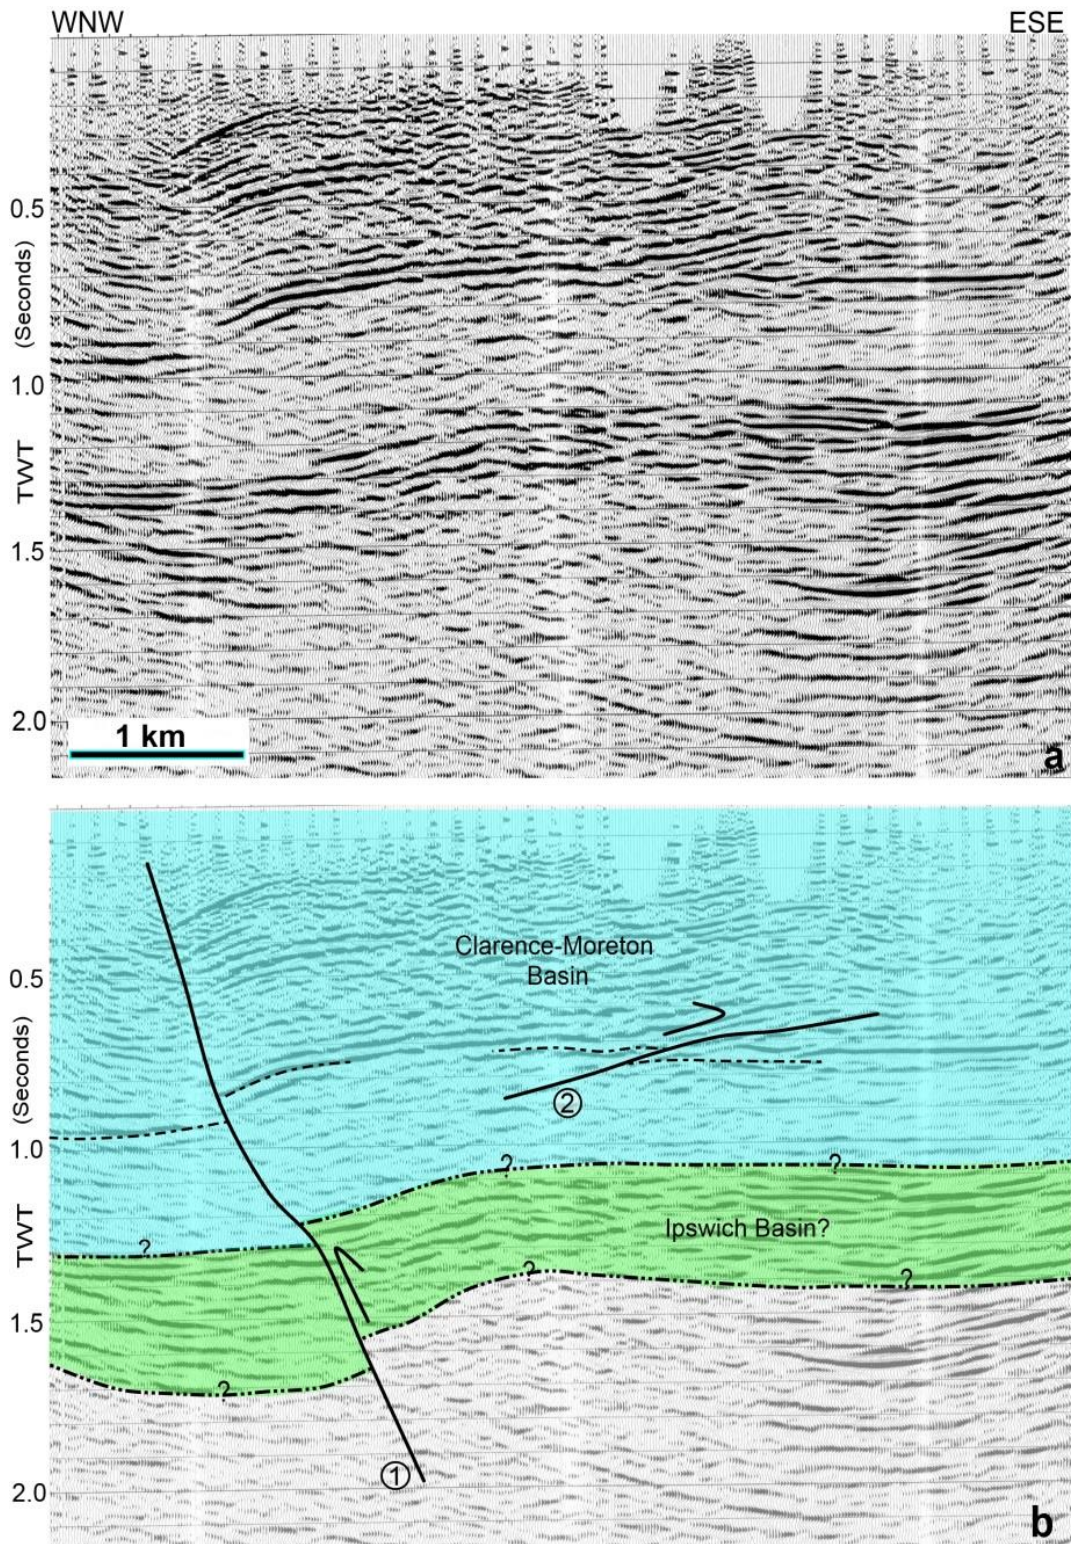 WNW ESE
0.5
(Seconds)
1.0
TWT
1.5
2.0
1 km
a
Clarence-Moreton
Basin
0.5
(Seconds)
2
1.0
? ?
Ipswich Basin?
TWT
?
? ?
1.5
?
1
2.0
b